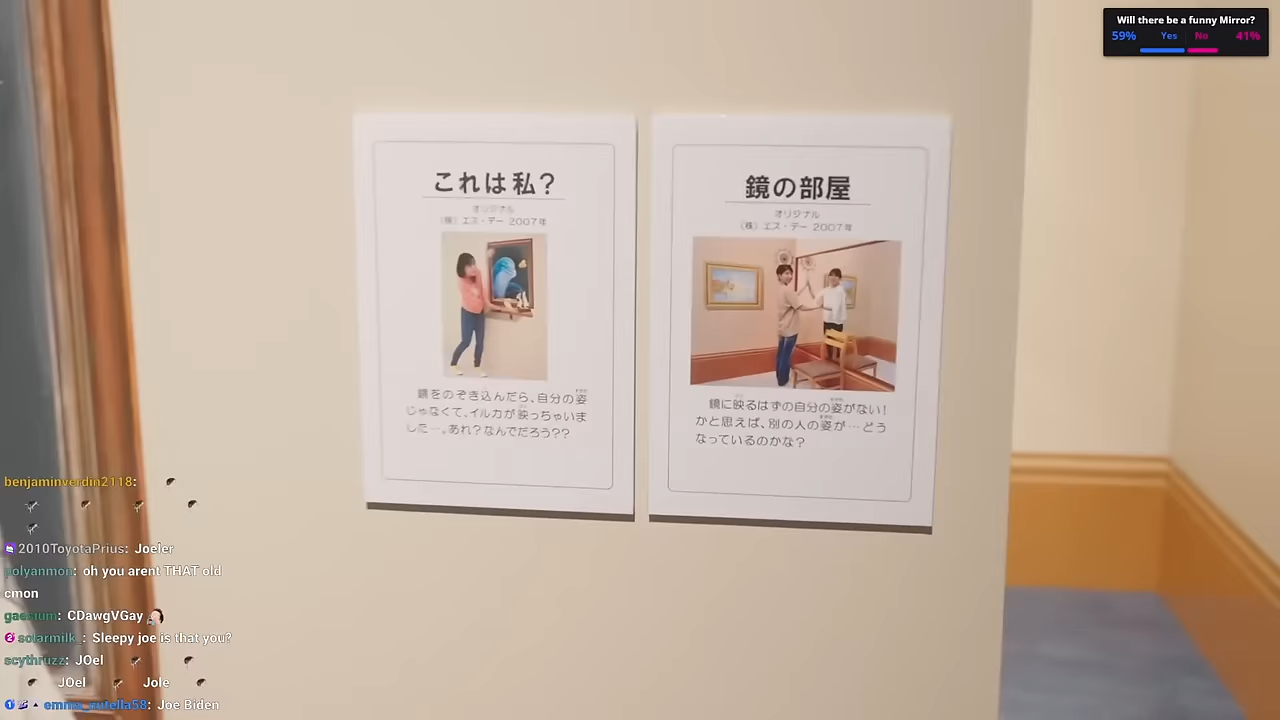 Will there be a funny Mirror?
59% Yes No 41%
これは私？
オリジナル
(株) エス・デー 2007年
鏡をのぞき込んだら、自分の姿
じゃなくて、イルカが映っちゃいま
した…。あれ？なんでだろう？？
鏡の部屋
オリジナル
(株) エス・デー 2007年
鏡に映るはずの自分の姿がない！
かと思えば、別の人の姿が…どう
なっているのかな？
benjaminverdin2118:
2010ToyotaPrius: Joeler
polyanmon: oh you arent THAT old
cmon
gaesium: CDawgVGay
solarmilk_: Sleepy joe is that you?
scythruzz: JOel
JOel Jole
emma_nutella58: Joe Biden